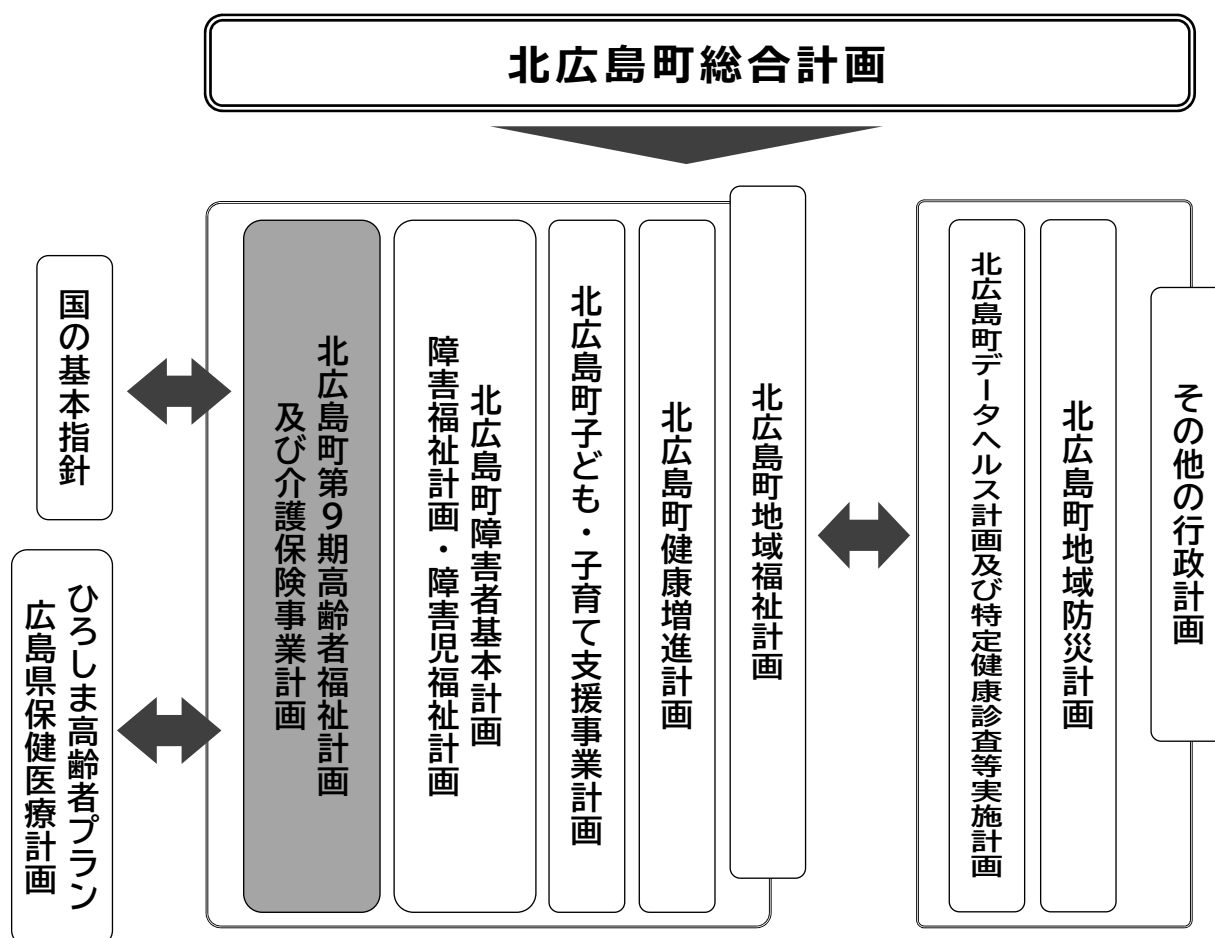 北広島町総合計画
国の基本指針
ひろしま高齢者プラン
広島県保健医療計画
北広島町第９期高齢者福祉計画
及び介護保険事業計画
北広島町障害者基本計画
障害福祉計画・障害児福祉計画
北広島町子ども・子育て支援事業計画
北広島町健康増進計画
北広島町地域福祉計画
北広島町データヘルス計画及び特定健康診査等実施計画
北広島町地域防災計画
その他の行政計画